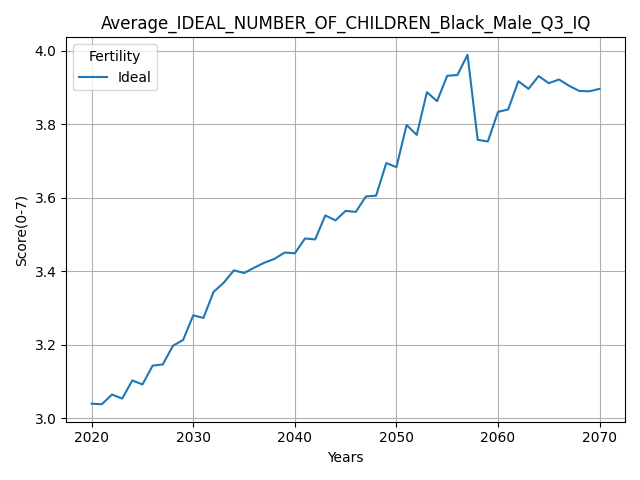 Average_IDEAL_NUMBER_OF_CHILDREN_Black_Male_Q3_IQ
Fertility
Ideal
Score(0-7)
4.0
3.8
3.6
3.4
3.2
3.0
2020 2030 2040 2050 2060 2070
Years